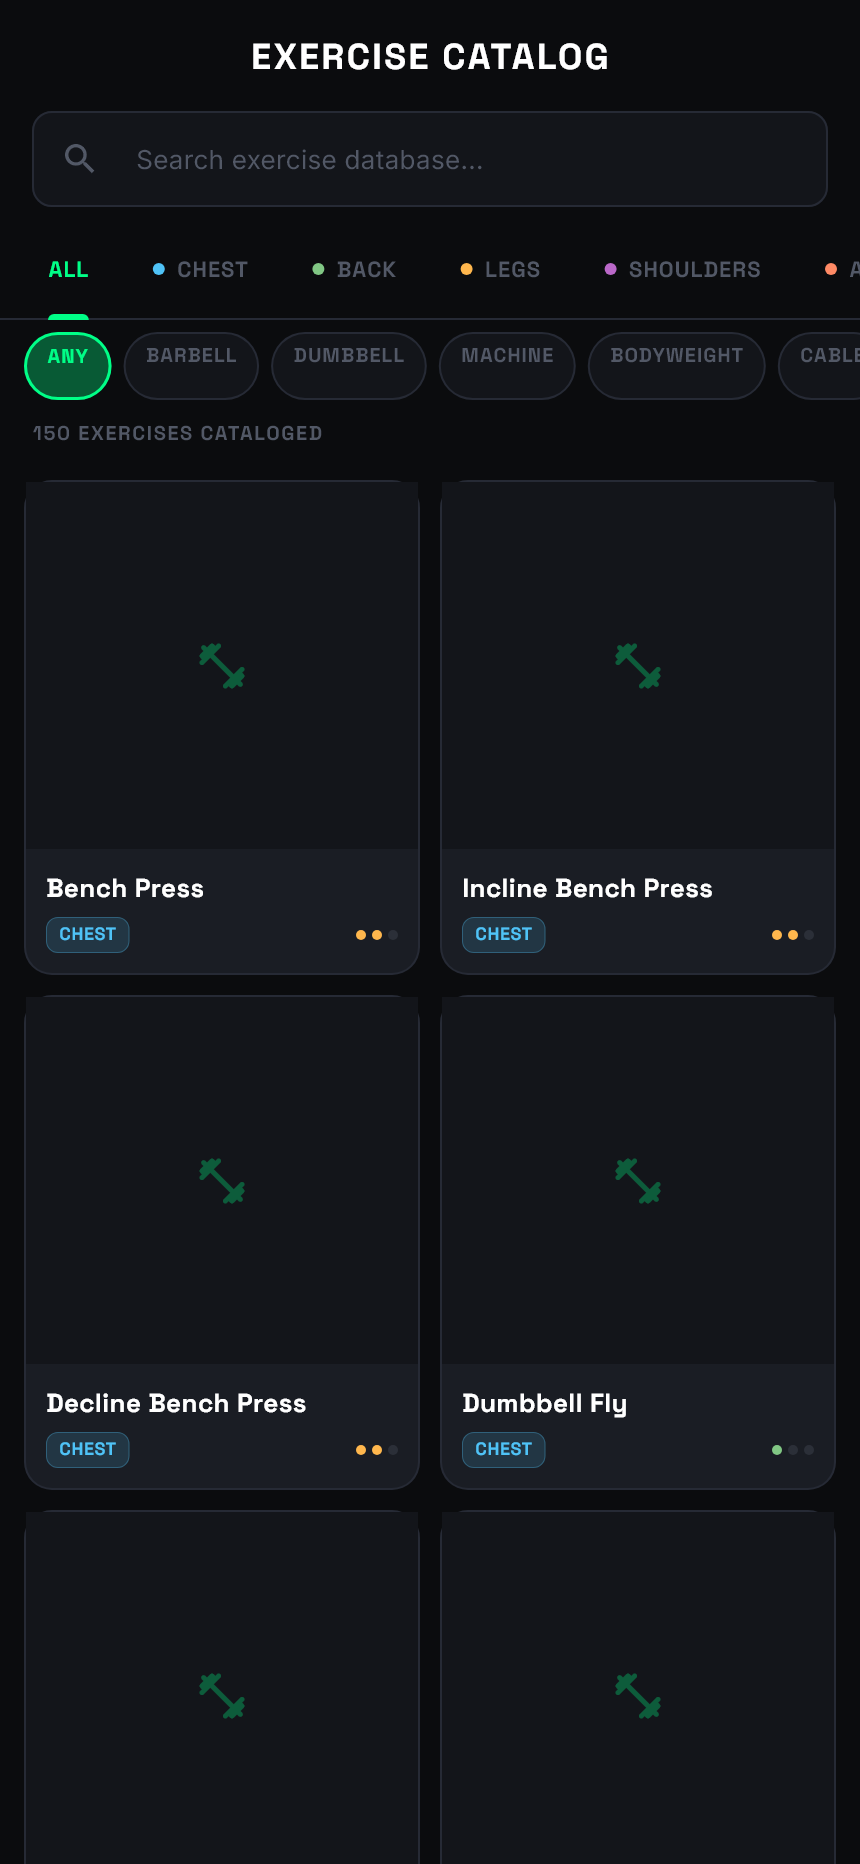 EXERCISE CATALOG
Search exercise database...
ALL CHEST BACK LEGS SHOULDERS A
ANY BARBELL DUMBBELL MACHINE BODYWEIGHT CABLE
150 EXERCISES CATALOGED
Bench Press
CHEST
Incline Bench Press
CHEST
Decline Bench Press
CHEST
Dumbbell Fly
CHEST